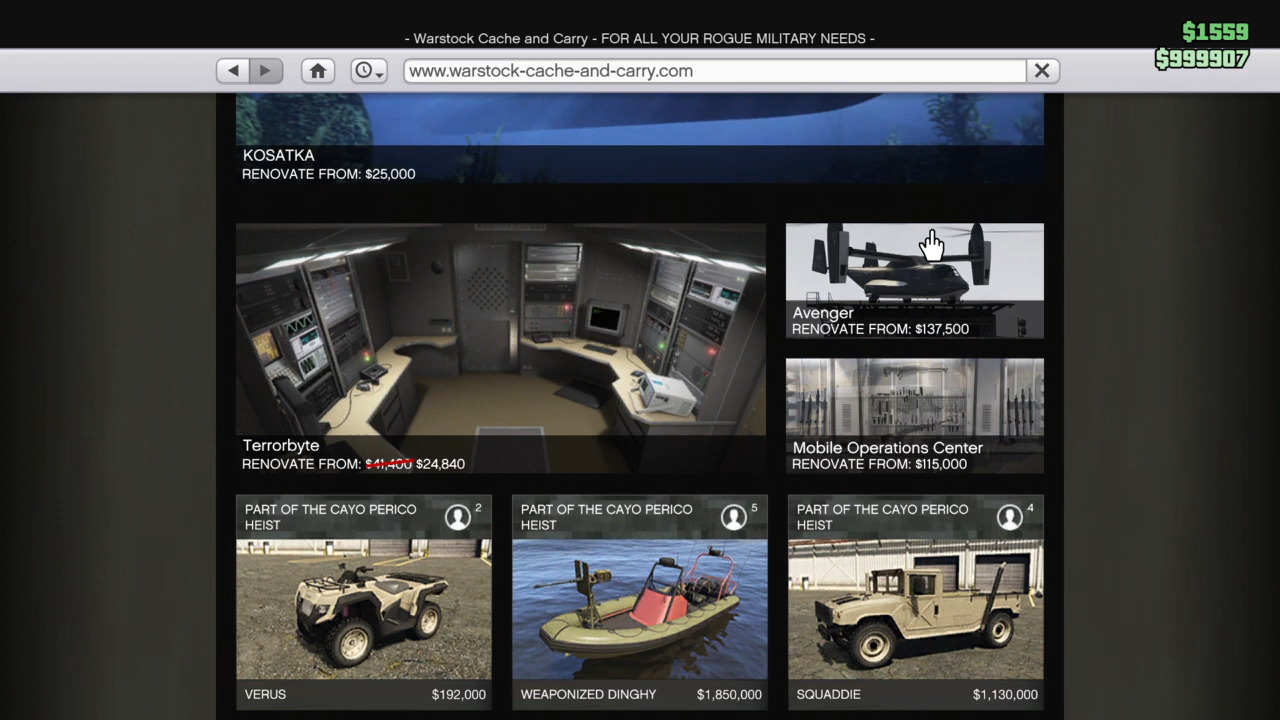 - Warstock Cache and Carry - FOR ALL YOUR ROGUE MILITARY NEEDS -
$1559
$999907
www.warstock-cache-and-carry.com
KOSATKA
RENOVATE FROM: $25,000
Avenger
RENOVATE FROM: $137,500
Terrorbyte
RENOVATE FROM: $41,400 $24,840
Mobile Operations Center
RENOVATE FROM: $115,000
PART OF THE CAYO PERICO
HEIST
2
VERUS $192,000
PART OF THE CAYO PERICO
HEIST
5
WEAPONIZED DINGHY $1,850,000
PART OF THE CAYO PERICO
HEIST
4
SQUADDIE $1,130,000